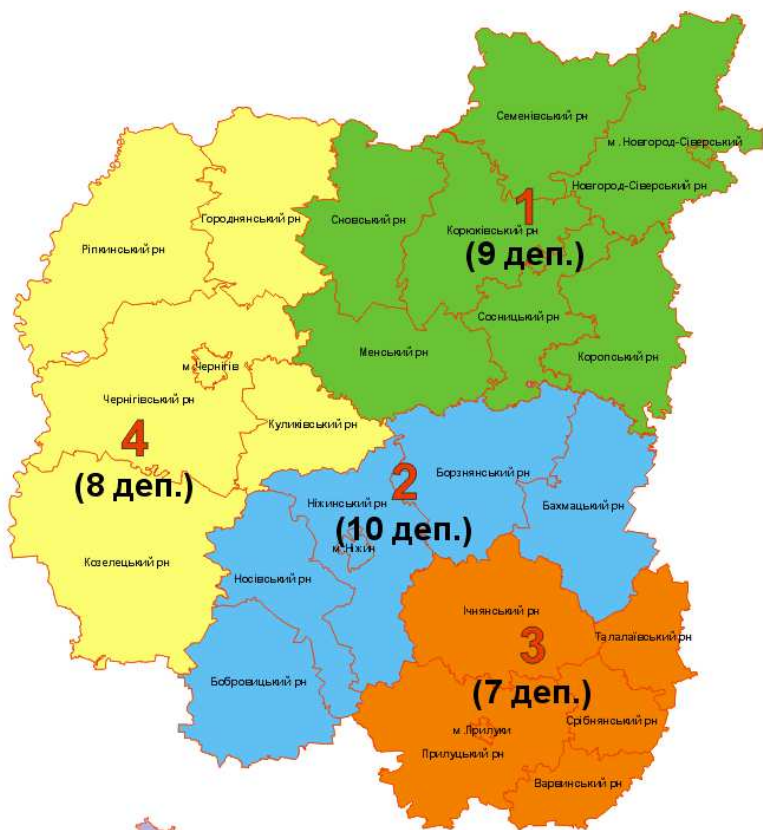 Семенівський рн
м .Новгород-Сіверський
Новгород-Сіверський рн
1
Городнянський рн
Сновський рн
Корюківський рн
Ріпкинський рн
(9 деп.)
Сосницький рн
Менський рн
Коропський рн
м.Чернігів
Чернігівський рн
Куликівський рн
4
(8 деп.)
2
Борзнянський рн
Ніжинський рн
Бахмацький рн
(10 деп.)
м.Ніжин
Козелецький рн
Носівський рн
Ічнянський рн
Талалаївський рн
3
Бобровицький рн
(7 деп.)
Срібнянський рн
м .Прилуки
Прилуцький рн
Варвинський рн